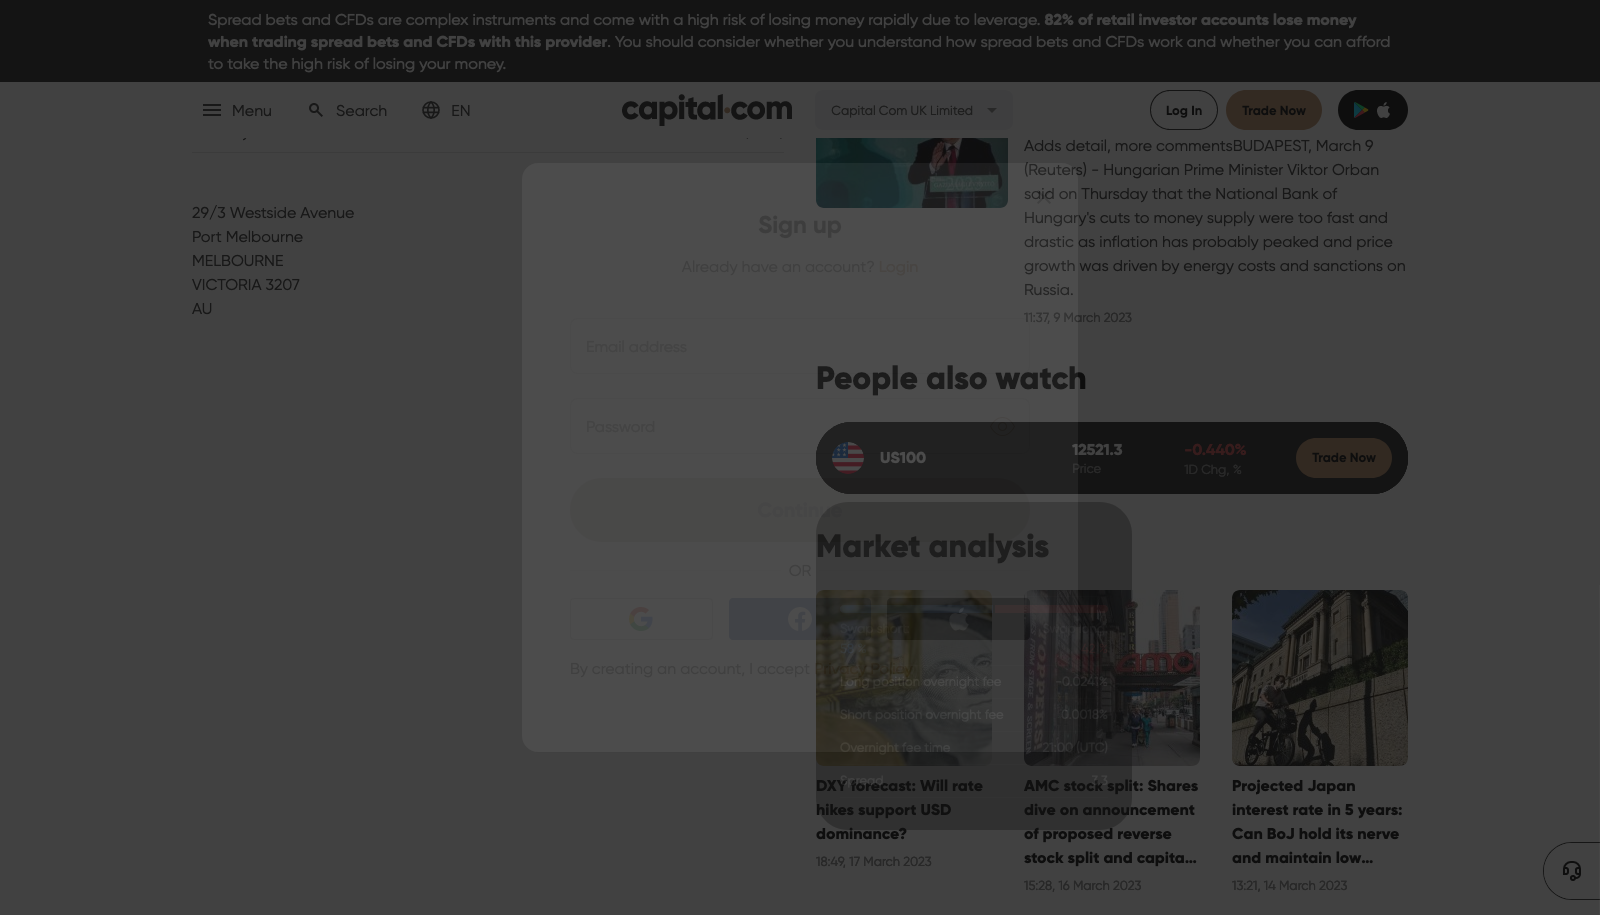 Spread bets and CFDs are complex instruments and come with a high risk of losing money rapidly due to leverage. 82% of retail investor accounts lose money
when trading spread bets and CFDs with this provider. You should consider whether you understand how spread bets and CFDs work and whether you can afford
to take the high risk of losing your money.
Menu
Search
EN
capital.com
Capital Com UK Limited
Log In
Trade Now
29/3 Westside Avenue
Port Melbourne
MELBOURNE
VICTORIA 3207
AU
Sign up
Already have an account? Login
Email address
Password
Continue
OR
By creating an account, I accept
Adds detail, more commentsBUDAPEST, March 9
(Reuters) - Hungarian Prime Minister Viktor Orban
said on Thursday that the National Bank of
Hungary's cuts to money supply were too fast and
drastic as inflation has probably peaked and price
growth was driven by energy costs and sanctions on
Russia.
11:37, 9 March 2023
People also watch
US100
12521.3
Price
-0.440%
1D Chg, %
Trade Now
Market analysis
Long position overnight fee
-0.0241%
Short position overnight fee
0.0018%
Overnight fee time
21:00 (UTC)
Spread
7.3
DXY forecast: Will rate
hikes support USD
dominance?
18:49, 17 March 2023
AMC stock split: Shares
dive on announcement
of proposed reverse
stock split and capita...
15:28, 16 March 2023
Projected Japan
interest rate in 5 years:
Can BoJ hold its nerve
and maintain low...
13:21, 14 March 2023